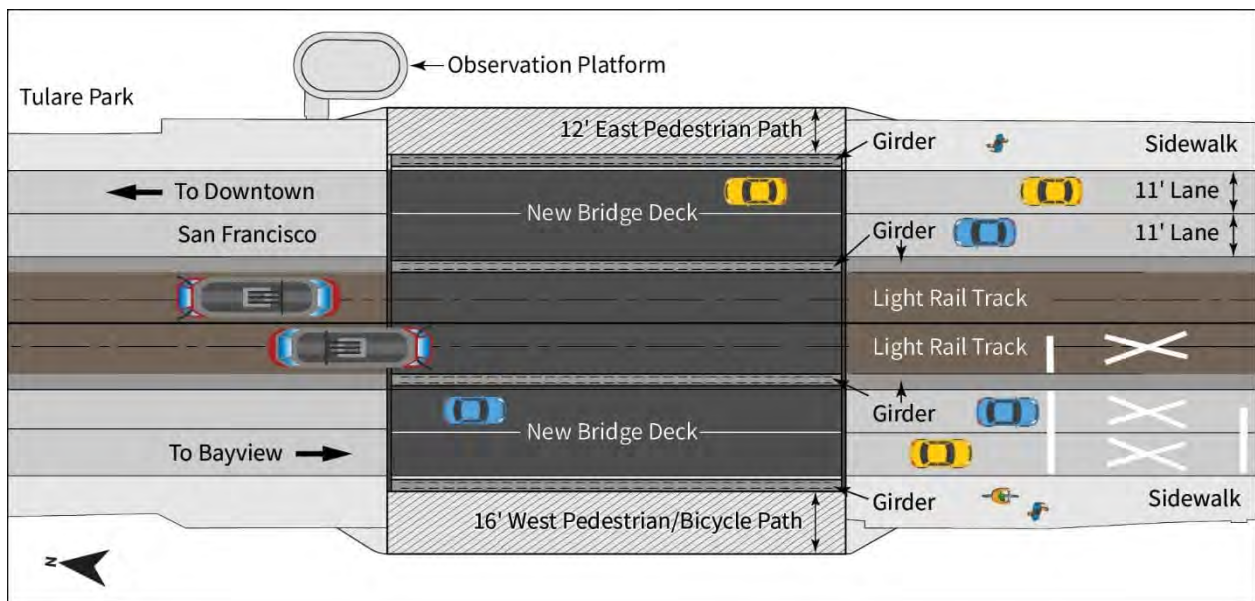 Observation Platform
Tulare Park
12' East Pedestrian Path
Girder
Sidewalk
To Downtown
11' Lane
New Bridge Deck
San Francisco
Girder
11' Lane
Light Rail Track
Light Rail Track
Girder
New Bridge Deck
To Bayview
Girder
Sidewalk
16' West Pedestrian/Bicycle Path
N